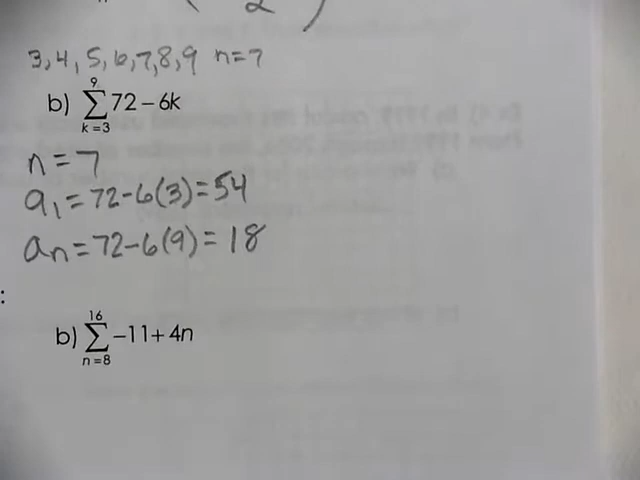 2
3,4,5,6,7,8,9 n=7
9
b) ∑ 72 – 6k
k=3
n = 7
a₁ = 72-6(3) = 54
aₙ = 72-6(9) = 18
:
16
b) ∑ –11+ 4n
n=8